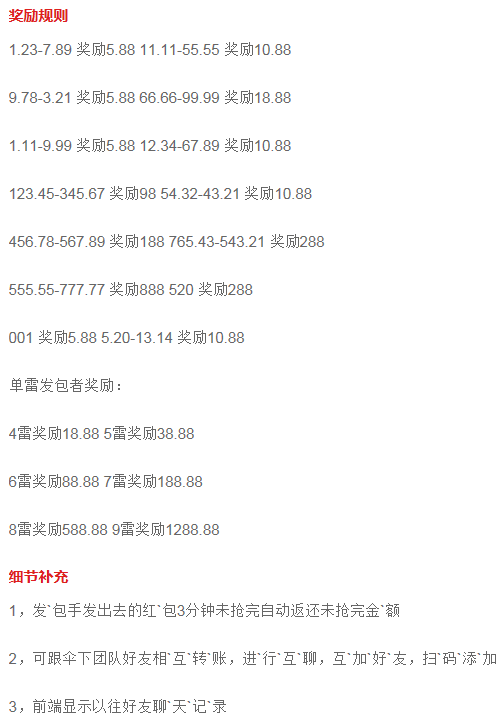 奖励规则
1.23-7.89 奖励5.88 11.11-55.55 奖励10.88
9.78-3.21 奖励5.88 66.66-99.99 奖励18.88
1.11-9.99 奖励5.88 12.34-67.89 奖励10.88
123.45-345.67 奖励98 54.32-43.21 奖励10.88
456.78-567.89 奖励188 765.43-543.21 奖励288
555.55-777.77 奖励888 520 奖励288
001 奖励5.88 5.20-13.14 奖励10.88
单雷发包者奖励：
4雷奖励18.88 5雷奖励38.88
6雷奖励88.88 7雷奖励188.88
8雷奖励588.88 9雷奖励1288.88
细节补充
1，发`包手发出去的红`包3分钟未抢完自动返还未抢完金`额
2，可跟伞下团队好友相`互`转`账，进`行`互`聊，互`加`好`友，扫`码`添`加
3，前端显示以往好友聊`天`记`录